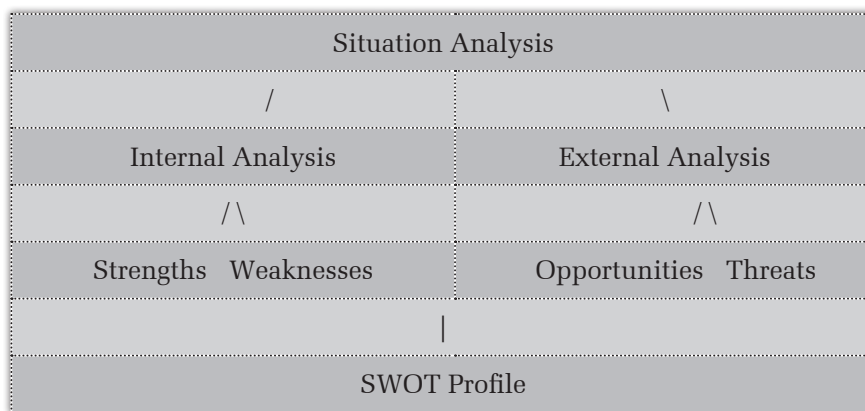 Situation Analysis
/ \
Internal Analysis External Analysis
/ \ / \
Strengths Weaknesses Opportunities Threats
|
SWOT Profile